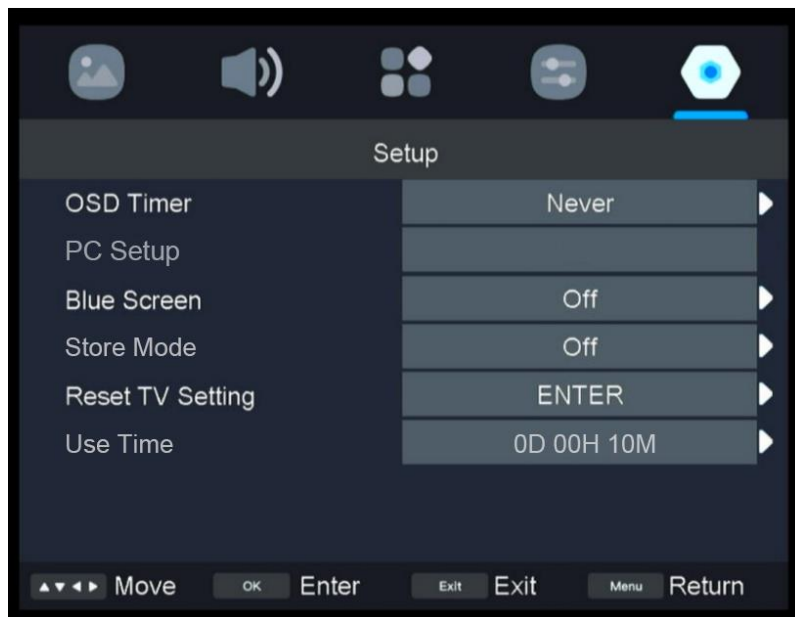 Setup
OSD Timer Never
PC Setup
Blue Screen Off
Store Mode Off
Reset TV Setting ENTER
Use Time 0D 00H 10M
Move OK Enter Exit Exit Menu Return